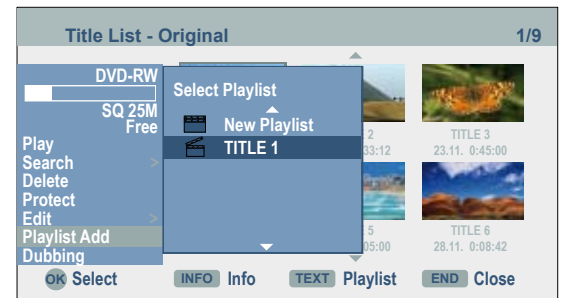 Title List - Original 1/9
DVD-RW
SQ 25M
Free
Play
Search >
Delete
Protect
Edit >
Playlist Add
Dubbing
Select Playlist
New Playlist
TITLE 1
2
33:12
TITLE 3
23.11. 0:45:00
5
05:00
TITLE 6
28.11. 0:08:42
OK Select INFO Info TEXT Playlist END Close